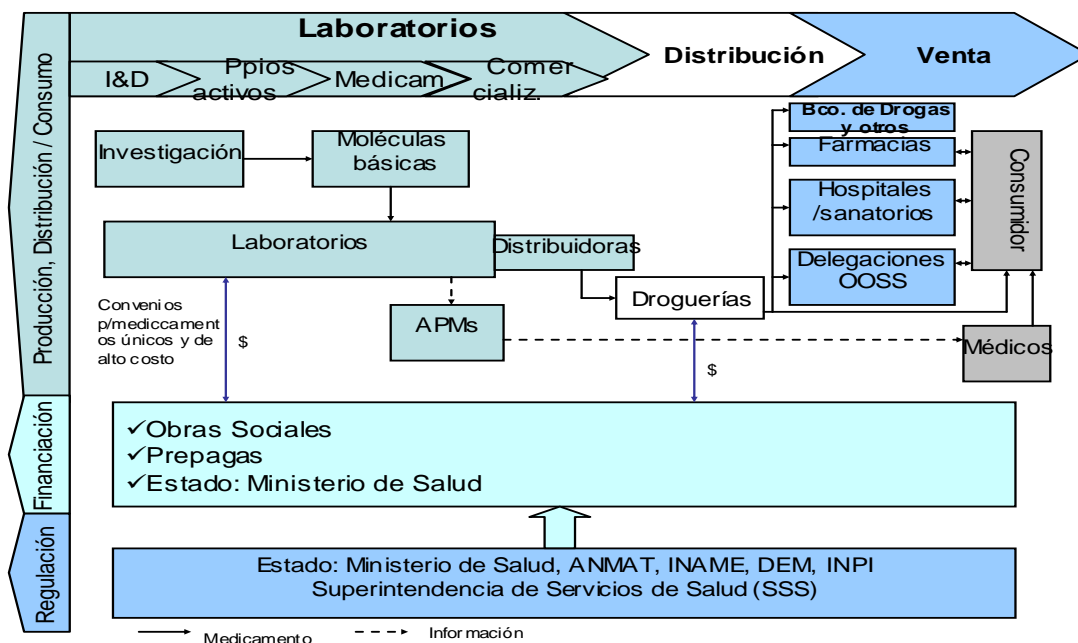 Laboratorios
Distribución
Venta
I&D
Ppios
activos
Medicam
Comer
cializ.
Producción, Distribución / Consumo
Investigación
Moléculas
básicas
Bco. de Drogas
y otros
Farmacias
Hospitales
/sanatorios
Delegaciones
OOSS
Consumidor
Laboratorios
Distribuidoras
Droguerías
APMs
Médicos
Convenios
p/mediccament
os únicos y de
alto costo
$
$
Financiación
✓Obras Sociales
✓Prepagas
✓Estado: Ministerio de Salud
Regulación
Estado: Ministerio de Salud, ANMAT, INAME, DEM, INPI
Superintendencia de Servicios de Salud (SSS)
Medicamento
Información